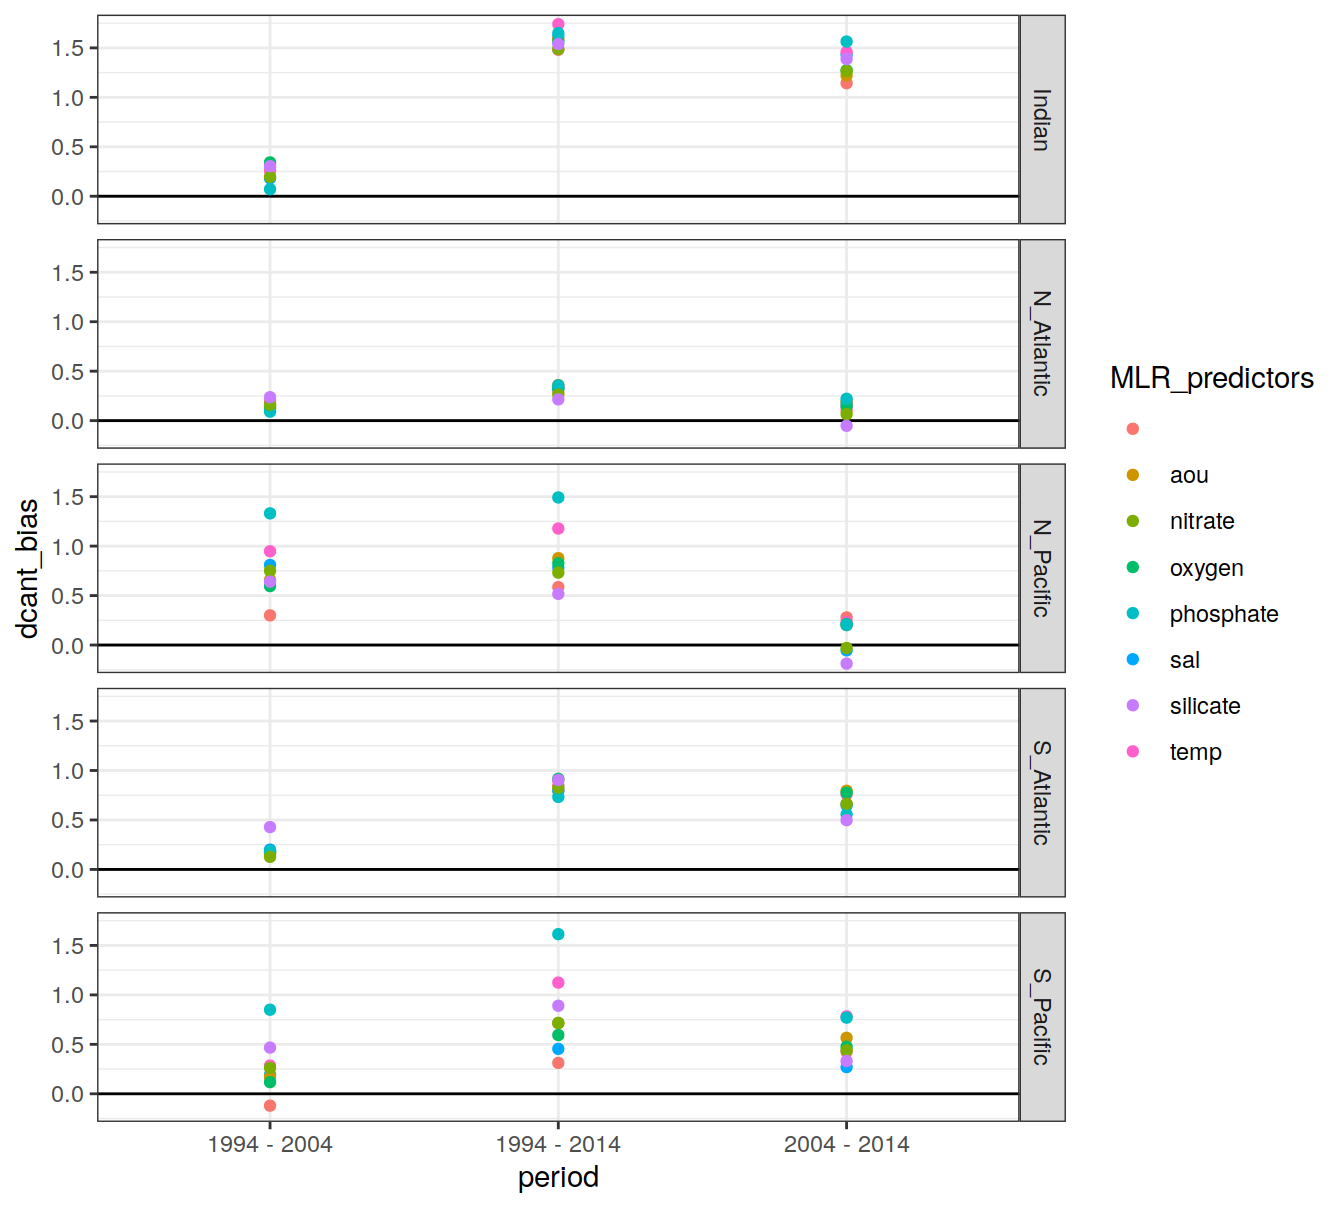 1.5
1.0
0.5
0.0
Indian
1.5
1.0
0.5
0.0
N_Atlantic
1.5
1.0
0.5
0.0
N_Pacific
1.5
1.0
0.5
0.0
S_Atlantic
1.5
1.0
0.5
0.0
S_Pacific
dcant_bias
1994 - 2004
1994 - 2014
2004 - 2014
period
MLR_predictors
aou
nitrate
oxygen
phosphate
sal
silicate
temp